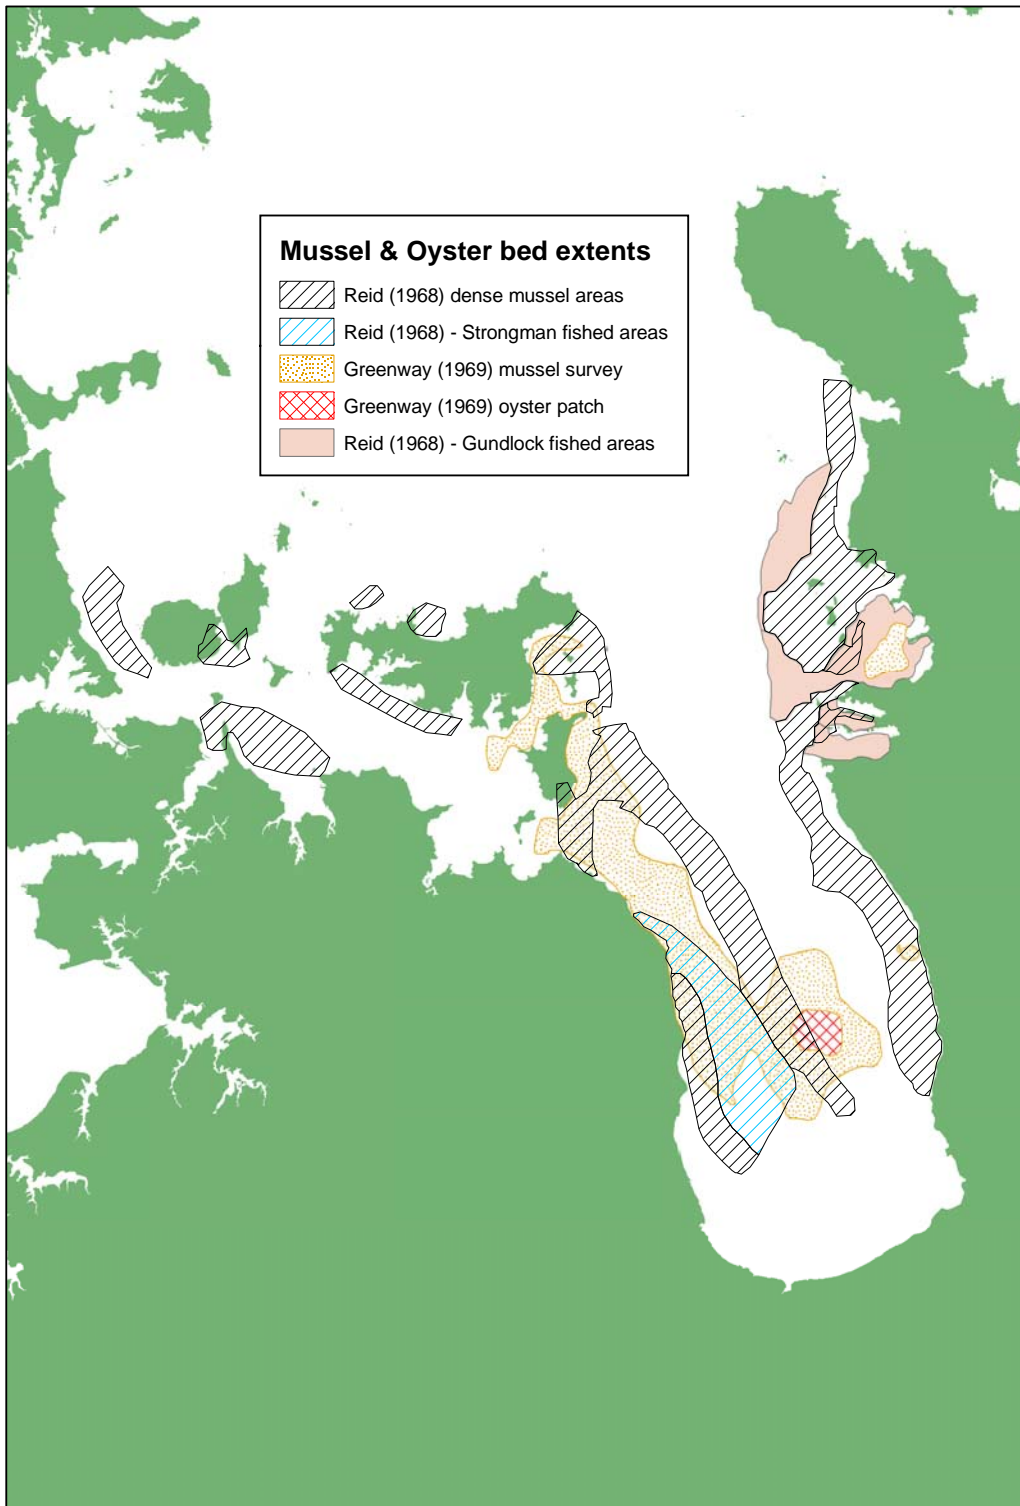 Mussel & Oyster bed extents
Reid (1968) dense mussel areas
Reid (1968) - Strongman fished areas
Greenway (1969) mussel survey
Greenway (1969) oyster patch
Reid (1968) - Gundlock fished areas